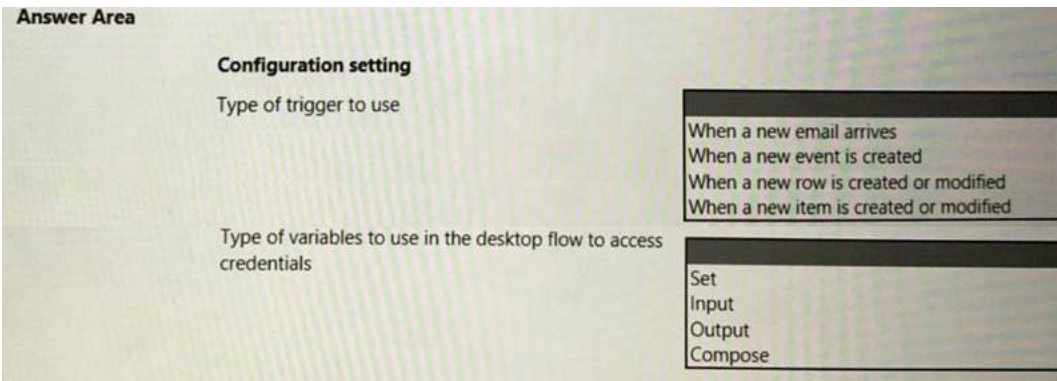 Answer Area
Configuration setting
Type of trigger to use
When a new email arrives
When a new event is created
When a new row is created or modified
When a new item is created or modified
Type of variables to use in the desktop flow to access
credentials
Set
Input
Output
Compose